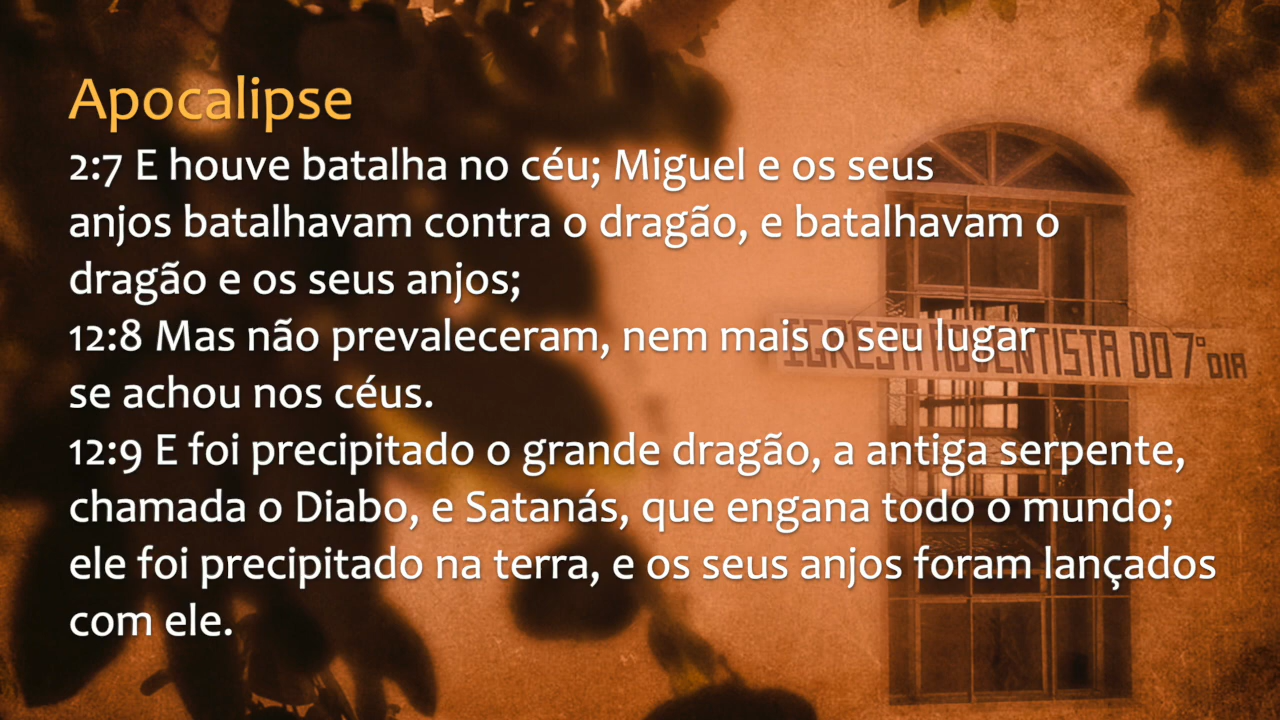 Apocalipse
2:7 E houve batalha no céu; Miguel e os seus
anjos batalhavam contra o dragão, e batalhavam o
dragão e os seus anjos;
12:8 Mas não prevaleceram, nem mais o seu lugar
se achou nos céus.
12:9 E foi precipitado o grande dragão, a antiga serpente,
chamada o Diabo, e Satanás, que engana todo o mundo;
ele foi precipitado na terra, e os seus anjos foram lançados
com ele.
IGREJA ADVENTISTA DO 7° DIA